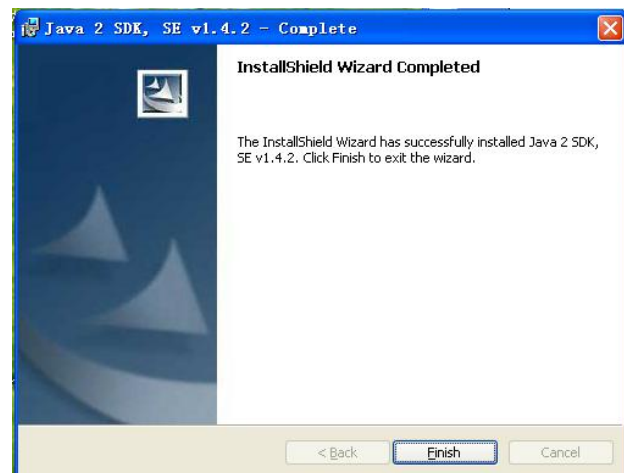 Java 2 SDK, SE v1.4.2 - Complete
InstallShield Wizard Completed
The InstallShield Wizard has successfully installed Java 2 SDK,
SE v1.4.2. Click Finish to exit the wizard.
< Back Finish Cancel